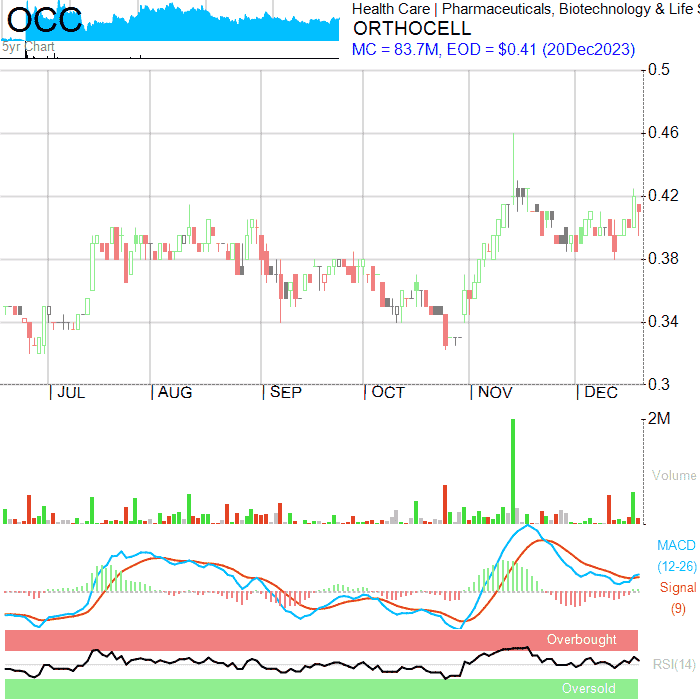 OCC
5yr Chart
Health Care | Pharmaceuticals, Biotechnology & Life S
ORTHOCELL
MC = 83.7M, EOD = $0.41 (20Dec2023)
0.5
0.46
0.42
0.38
0.34
0.3
| JUL | AUG | SEP | OCT | NOV | DEC
2M
Volume
MACD
(12-26)
Signal
(9)
Overbought
RSI(14)
Oversold